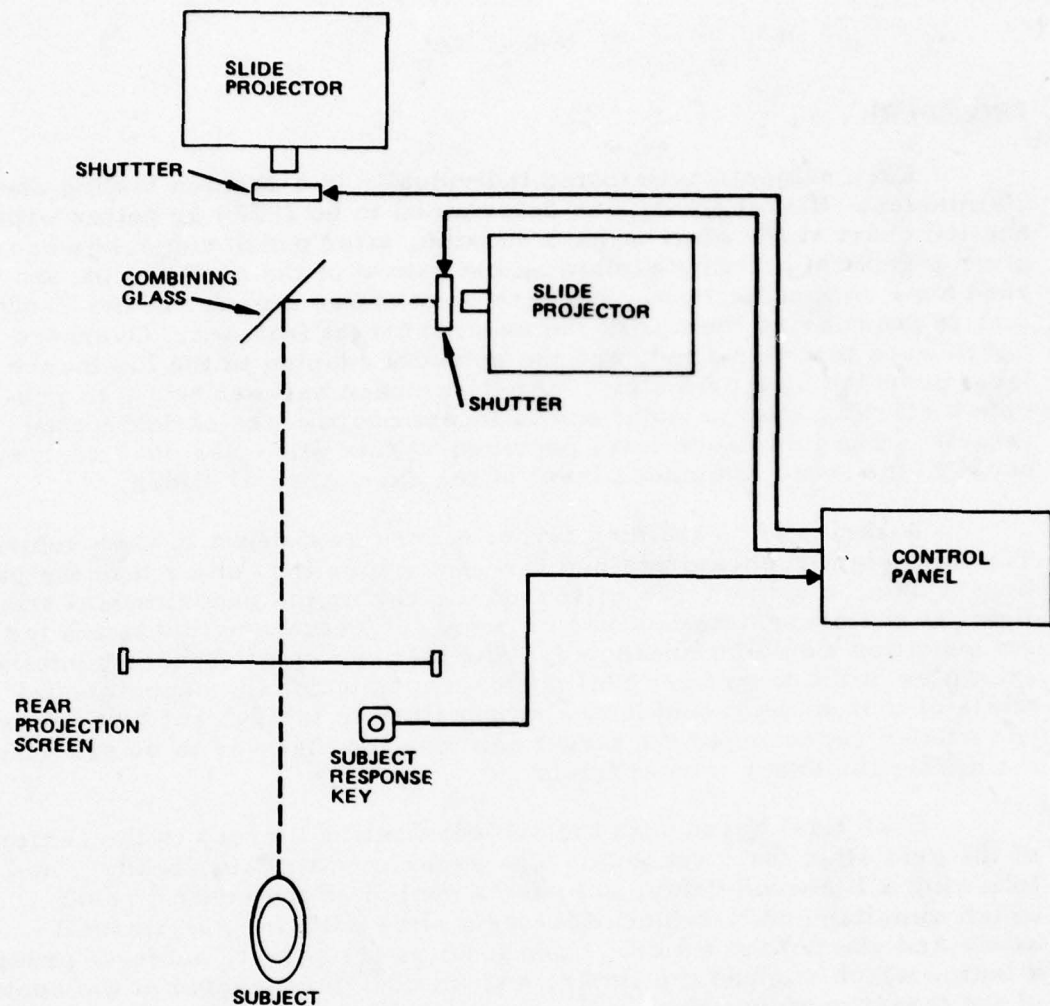 SLIDE
PROJECTOR
SHUTTTER
COMBINING
GLASS
SLIDE
PROJECTOR
SHUTTER
CONTROL
PANEL
REAR
PROJECTION
SCREEN
SUBJECT
RESPONSE
KEY
SUBJECT